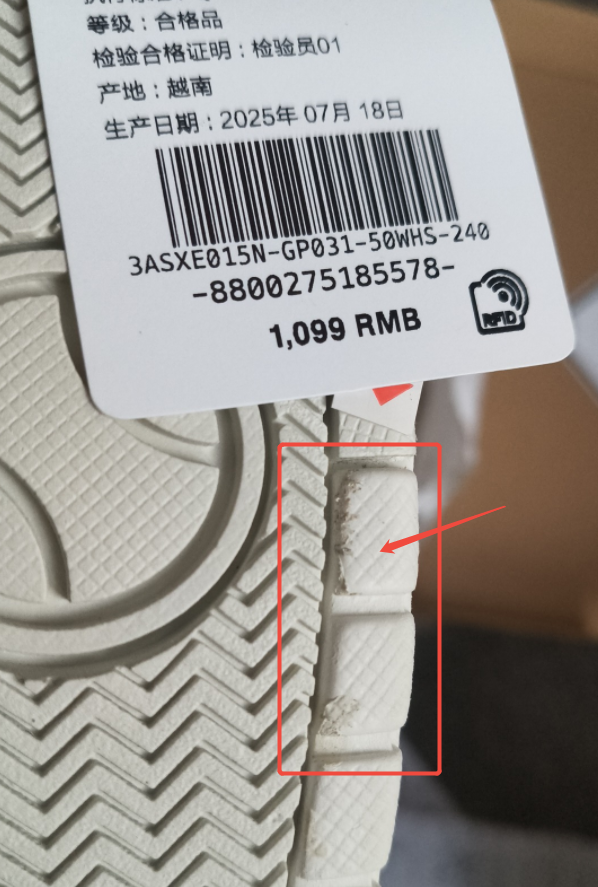 等级：合格品
检验合格证明：检验员01
产地：越南
生产日期：2025年 07月 18日
3ASXE015N-GP031-50WHS-240
-8800275185578-
1,099 RMB
RFID